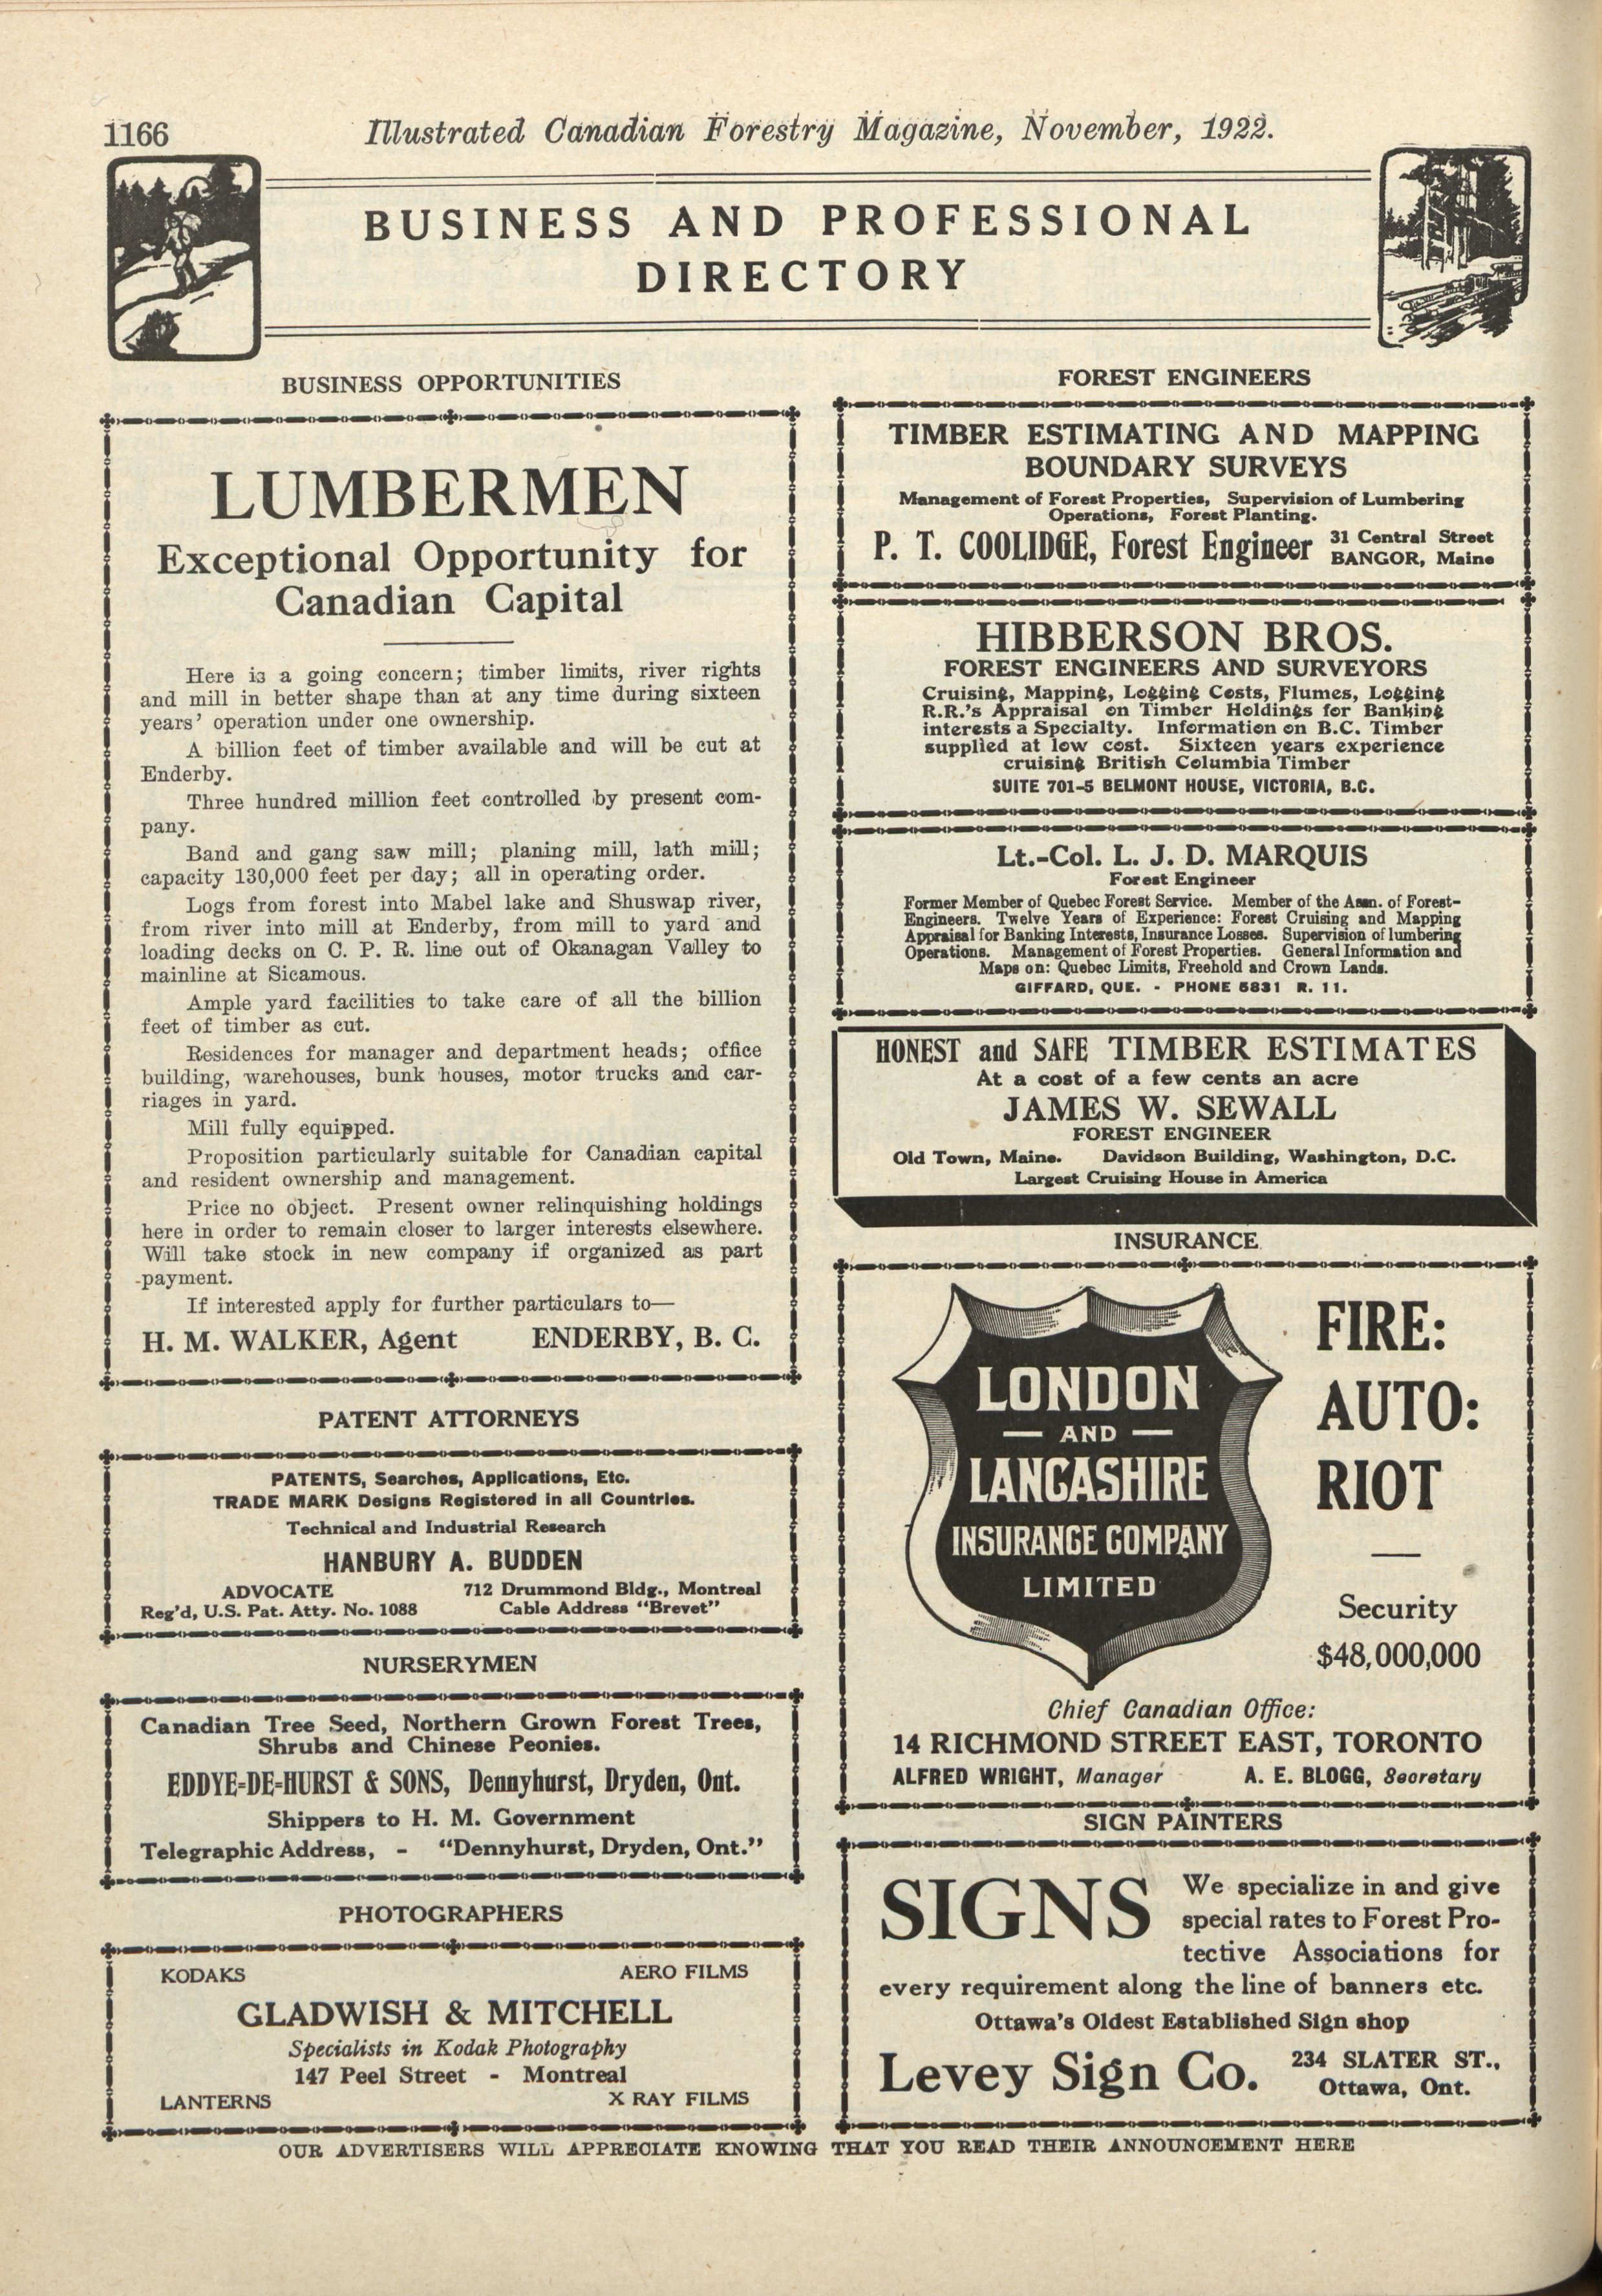 1166
Illustrated Canadian Forestry Magazine, November, 1922.
BUSINESS AND PROFESSIONAL
DIRECTORY
BUSINESS OPPORTUNITIES
LUMBERMEN
Exceptional Opportunity for
Canadian Capital
Here is a going concern; timber limits, river rights
and mill in better shape than at any time during sixteen
years' operation under one ownership.
A billion feet of timber available and will be cut at
Enderby.
Three hundred million feet controlled by present com-
pany.
Band and gang saw mill; planing mill, lath mill;
capacity 130,000 feet per day; all in operating order.
Logs from forest into Mabel lake and Shuswap river,
from river into mill at Enderby, from mill to yard and
loading decks on C. P. R. line out of Okanagan Valley to
mainline at Sicamous.
Ample yard facilities to take care of all the billion
feet of timber as cut.
Residences for manager and department heads; office
building, warehouses, bunk houses, motor trucks and car-
riages in yard.
Mill fully equipped.
Proposition particularly suitable for Canadian capital
and resident ownership and management.
Price no object. Present owner relinquishing holdings
here in order to remain closer to larger interests elsewhere.
Will take stock in new company if organized as part
payment.
If interested apply for further particulars to—
H. M. WALKER, Agent ENDERBY, B. C.
PATENT ATTORNEYS
PATENTS, Searches, Applications, Etc.
TRADE MARK Designs Registered in all Countries.
Technical and Industrial Research
HANBURY A. BUDDEN
ADVOCATE 712 Drummond Bldg., Montreal
Reg'd, U.S. Pat. Atty. No. 1088 Cable Address "Brevet"
NURSERYMEN
Canadian Tree Seed, Northern Grown Forest Trees,
Shrubs and Chinese Peonies.
EDDYE-DE-HURST & SONS, Dennyhurst, Dryden, Ont.
Shippers to H. M. Government
Telegraphic Address, - "Dennyhurst, Dryden, Ont."
PHOTOGRAPHERS
KODAKS AERO FILMS
GLADWISH & MITCHELL
Specialists in Kodak Photography
147 Peel Street - Montreal
LANTERNS X RAY FILMS
FOREST ENGINEERS
TIMBER ESTIMATING AND MAPPING
BOUNDARY SURVEYS
Management of Forest Properties, Supervision of Lumbering
Operations, Forest Planting.
P. T. COOLIDGE, Forest Engineer 31 Central Street
BANGOR, Maine
HIBBERSON BROS.
FOREST ENGINEERS AND SURVEYORS
Cruising, Mapping, Logging Costs, Flumes, Logging
R.R.'s Appraisal on Timber Holdings for Banking
interests a Specialty. Information on B.C. Timber
supplied at low cost. Sixteen years experience
cruising British Columbia Timber
SUITE 701-5 BELMONT HOUSE, VICTORIA, B.C.
Lt.-Col. L. J. D. MARQUIS
Forest Engineer
Former Member of Quebec Forest Service. Member of the Assn. of Forest-
Engineers. Twelve Years of Experience: Forest Cruising and Mapping
Appraisal for Banking Interests, Insurance Losses. Supervision of lumbering
Operations. Management of Forest Properties. General Information and
Maps on: Quebec Limits, Freehold and Crown Lands.
GIFFARD, QUE. - PHONE 5831 R. 11.
HONEST and SAFE TIMBER ESTIMATES
At a cost of a few cents an acre
JAMES W. SEWALL
FOREST ENGINEER
Old Town, Maine. Davidson Building, Washington, D.C.
Largest Cruising House in America
INSURANCE
LONDON
— AND —
LANCASHIRE
INSURANCE COMPANY
LIMITED
FIRE:
AUTO:
RIOT
Security
$48,000,000
Chief Canadian Office:
14 RICHMOND STREET EAST, TORONTO
ALFRED WRIGHT, Manager A. E. BLOGG, Secretary
SIGN PAINTERS
SIGNS We specialize in and give
special rates to Forest Pro-
tective Associations for
every requirement along the line of banners etc.
Ottawa's Oldest Established Sign shop
Levey Sign Co. 234 SLATER ST.,
Ottawa, Ont.
OUR ADVERTISERS WILL APPRECIATE KNOWING THAT YOU READ THEIR ANNOUNCEMENT HERE